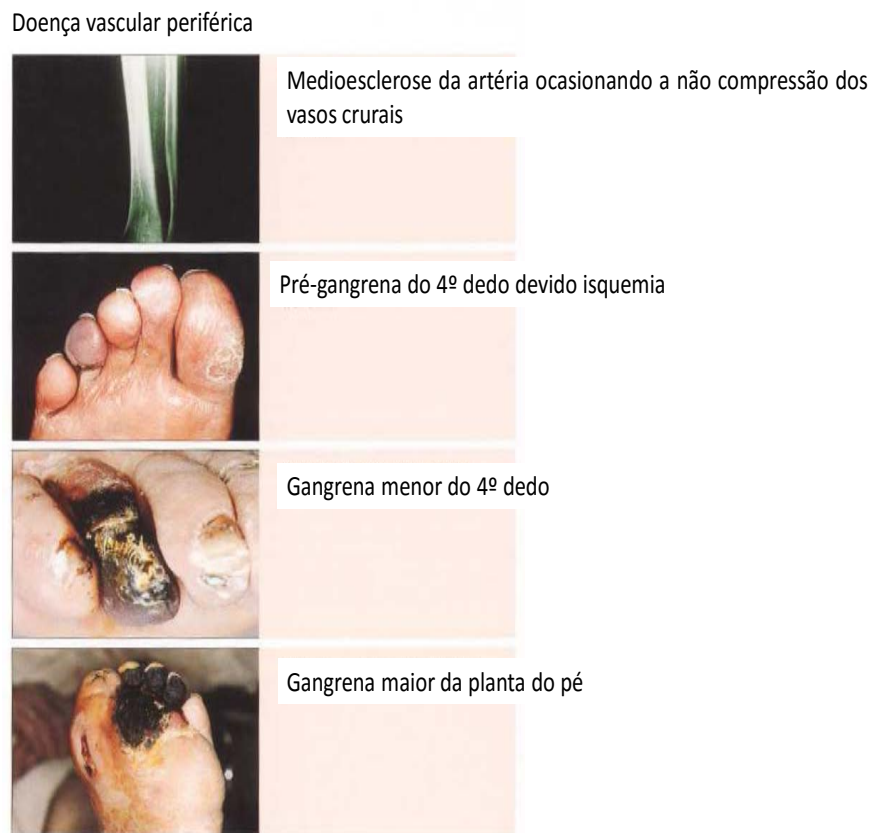 Doença vascular periférica
Medioesclerose da artéria ocasionando a não compressão dos
vasos crurais
Pré-gangrena do 4º dedo devido isquemia
Gangrena menor do 4º dedo
Gangrena maior da planta do pé